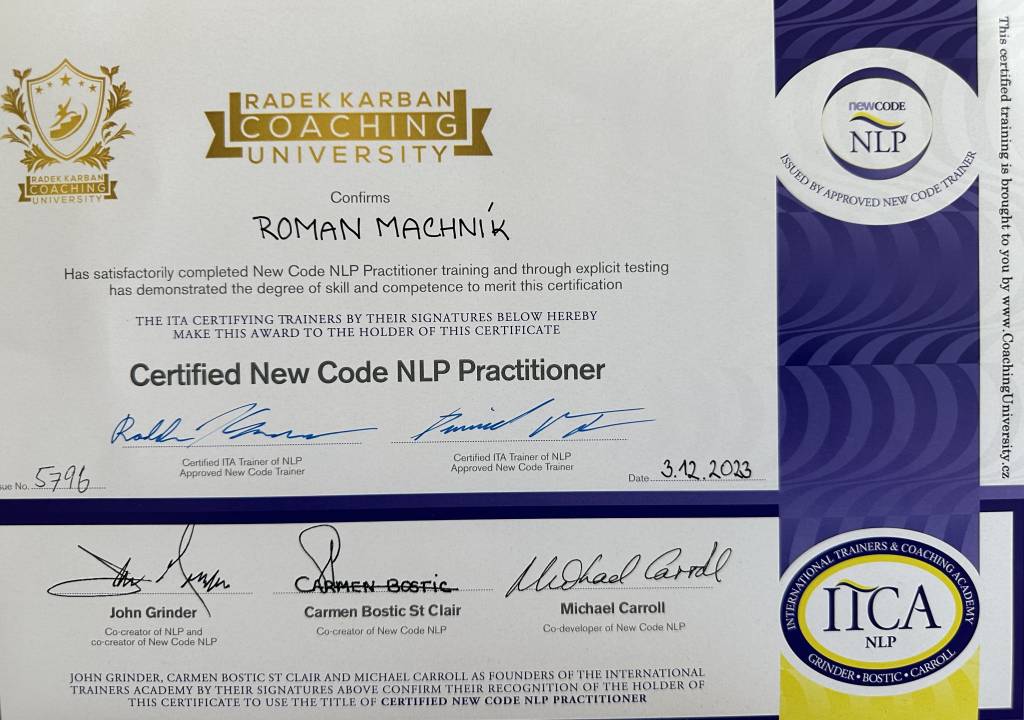 RADEK KARBAN
COACHING
UNIVERSITY
RADEK KARBAN
COACHING
UNIVERSITY
Confirms
ROMAN MACHNÍK
Has satisfactorily completed New Code NLP Practitioner training and through explicit testing
has demonstrated the degree of skill and competence to merit this certification
THE ITA CERTIFYING TRAINERS BY THEIR SIGNATURES BELOW HEREBY
MAKE THIS AWARD TO THE HOLDER OF THIS CERTIFICATE
Certified New Code NLP Practitioner
Certified ITA Trainer of NLP
Approved New Code Trainer
Certified ITA Trainer of NLP
Approved New Code Trainer
No. 5796
Date 3.12.2023
CARMEN BOSTIC
Michael Carroll
John Grinder
Co-creator of NLP and
co-creator of New Code NLP
Carmen Bostic St Clair
Co-creator of New Code NLP
Michael Carroll
Co-developer of New Code NLP
JOHN GRINDER, CARMEN BOSTIC ST CLAIR AND MICHAEL CARROLL AS FOUNDERS OF THE INTERNATIONAL
TRAINERS ACADEMY BY THEIR SIGNATURES ABOVE CONFIRM THEIR RECOGNITION OF THE HOLDER OF
THIS CERTIFICATE TO USE THE TITLE OF CERTIFIED NEW CODE NLP PRACTITIONER
newCODE
NLP
ISSUED BY APPROVED NEW CODE TRAINER
INTERNATIONAL TRAINERS & COACHING ACADEMY
ITCA
NLP
GRINDER • BOSTIC • CARROLL
This certified training is brought to you by www.CoachingUniversity.cz